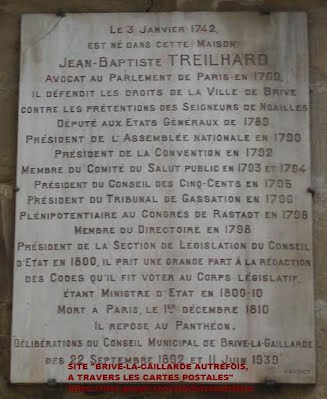 LE 3 JANVIER 1742,
EST NÉ DANS CETTE MAISON:
JEAN-BAPTISTE TREILHARD
AVOCAT AU PARLEMENT DE PARIS EN 1769,
IL DÉFENDIT LES DROITS DE LA VILLE DE BRIVE
CONTRE LES PRÉTENTIONS DES SEIGNEURS DE NOAILLES
DÉPUTÉ AUX ETATS GÉNÉRAUX DE 1789
PRÉSIDENT DE L'ASSEMBLÉE NATIONALE EN 1790
PRÉSIDENT DE LA CONVENTION EN 1792
MEMBRE DU COMITÉ DU SALUT PUBLIC EN 1793 ET 1794
PRÉSIDENT DU CONSEIL DES CINQ-CENTS EN 1795
PRÉSIDENT DU TRIBUNAL DE CASSATION EN 1796
PLÉNIPOTENTIAIRE AU CONGRÈS DE RASTADT EN 1798
MEMBRE DU DIRECTOIRE EN 1798
PRÉSIDENT DE LA SECTION DE LÉGISLATION DU CONSEIL
D'ETAT EN 1800, IL PRIT UNE GRANDE PART À LA RÉDACTION
DES CODES QU'IL FIT VOTER AU CORPS LÉGISLATIF,
ÉTANT MINISTRE D'ETAT EN 1809-10
MORT À PARIS, LE 1ER DÉCEMBRE 1810
IL REPOSE AU PANTHÉON.
DÉLIBÉRATIONS DU CONSEIL MUNICIPAL DE BRIVE-LA-GAILLARDE
DES 22 SEPTEMBRE 1892 ET 11 JUIN 1939
SITE "BRIVE-LA-GAILLARDE AUTREFOIS,
A TRAVERS LES CARTES POSTALES"